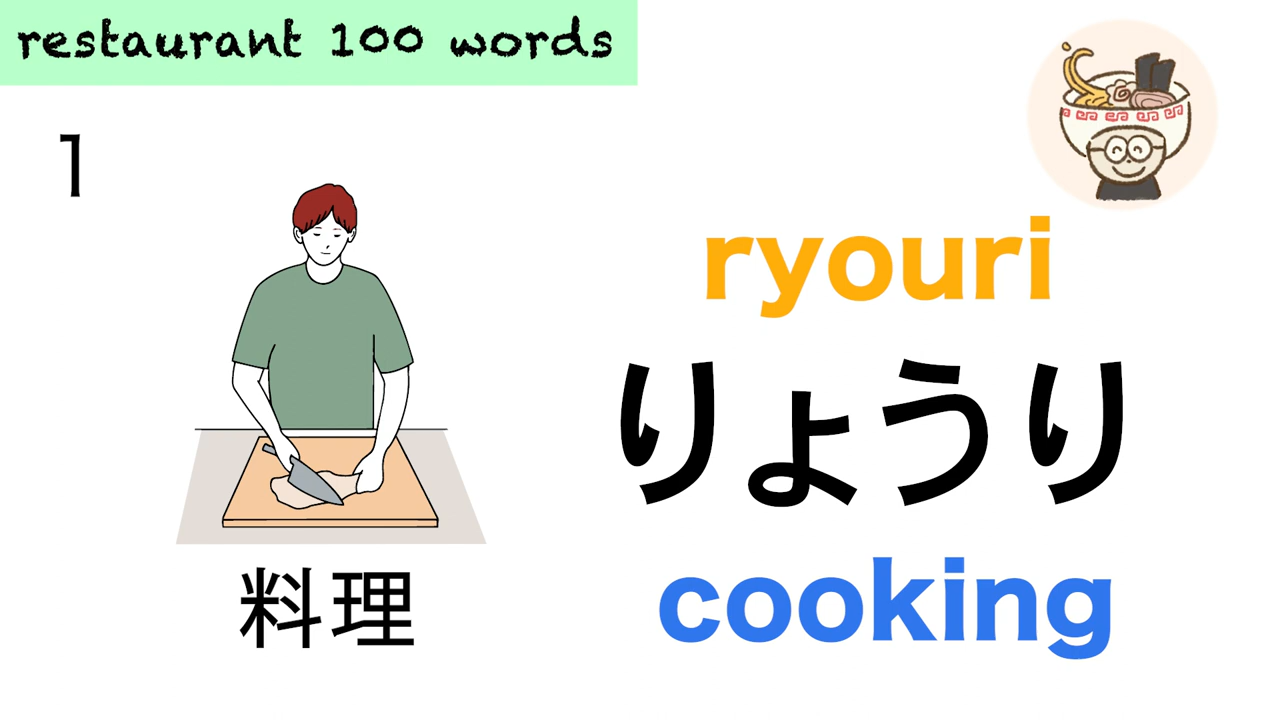 restaurant 100 words
1
ryouri
りょうり
cooking
料理